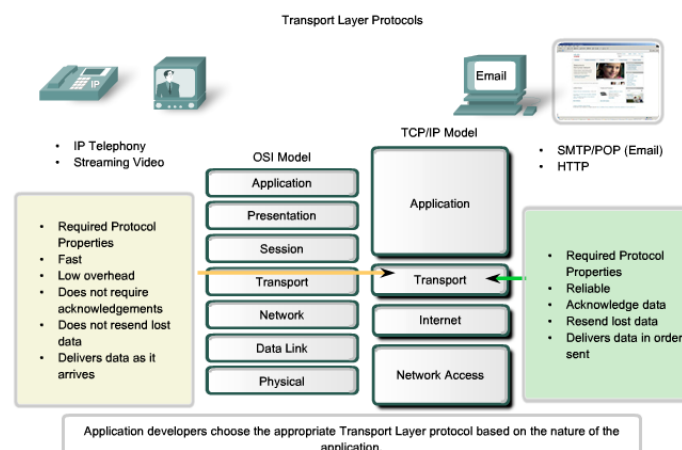 Transport Layer Protocols
IP
Email
• IP Telephony
• Streaming Video
• SMTP/POP (Email)
• HTTP
OSI Model
Application
Presentation
Session
Transport
Network
Data Link
Physical
TCP/IP Model
Application
Transport
Internet
Network Access
• Required Protocol
Properties
• Fast
• Low overhead
• Does not require
acknowledgements
• Does not resend lost
data
• Delivers data as it
arrives
• Required Protocol
Properties
• Reliable
• Acknowledge data
• Resend lost data
• Delivers data in order
sent
Application developers choose the appropriate Transport Layer protocol based on the nature of the
application.